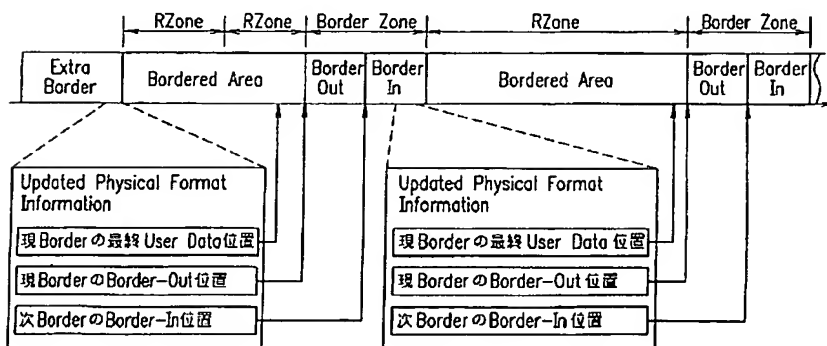 RZone RZone Border Zone RZone Border Zone
Extra Border
Bordered Area
Border Out
Border In
Bordered Area
Border Out
Border In
Updated Physical Format
Information
現Borderの最終User Data位置
現BorderのBorder-Out位置
次BorderのBorder-In位置
Updated Physical Format
Information
現Borderの最終User Data位置
現BorderのBorder-Out位置
次BorderのBorder-In位置